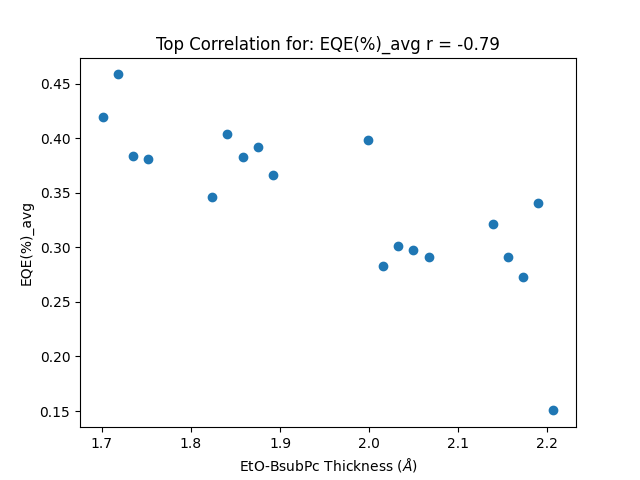 Top Correlation for: EQE(%)_avg r = -0.79
0.45
0.40
0.35
0.30
0.25
0.20
0.15
EQE(%)_avg
1.7 1.8 1.9 2.0 2.1 2.2
EtO-BsubPc Thickness (Å)